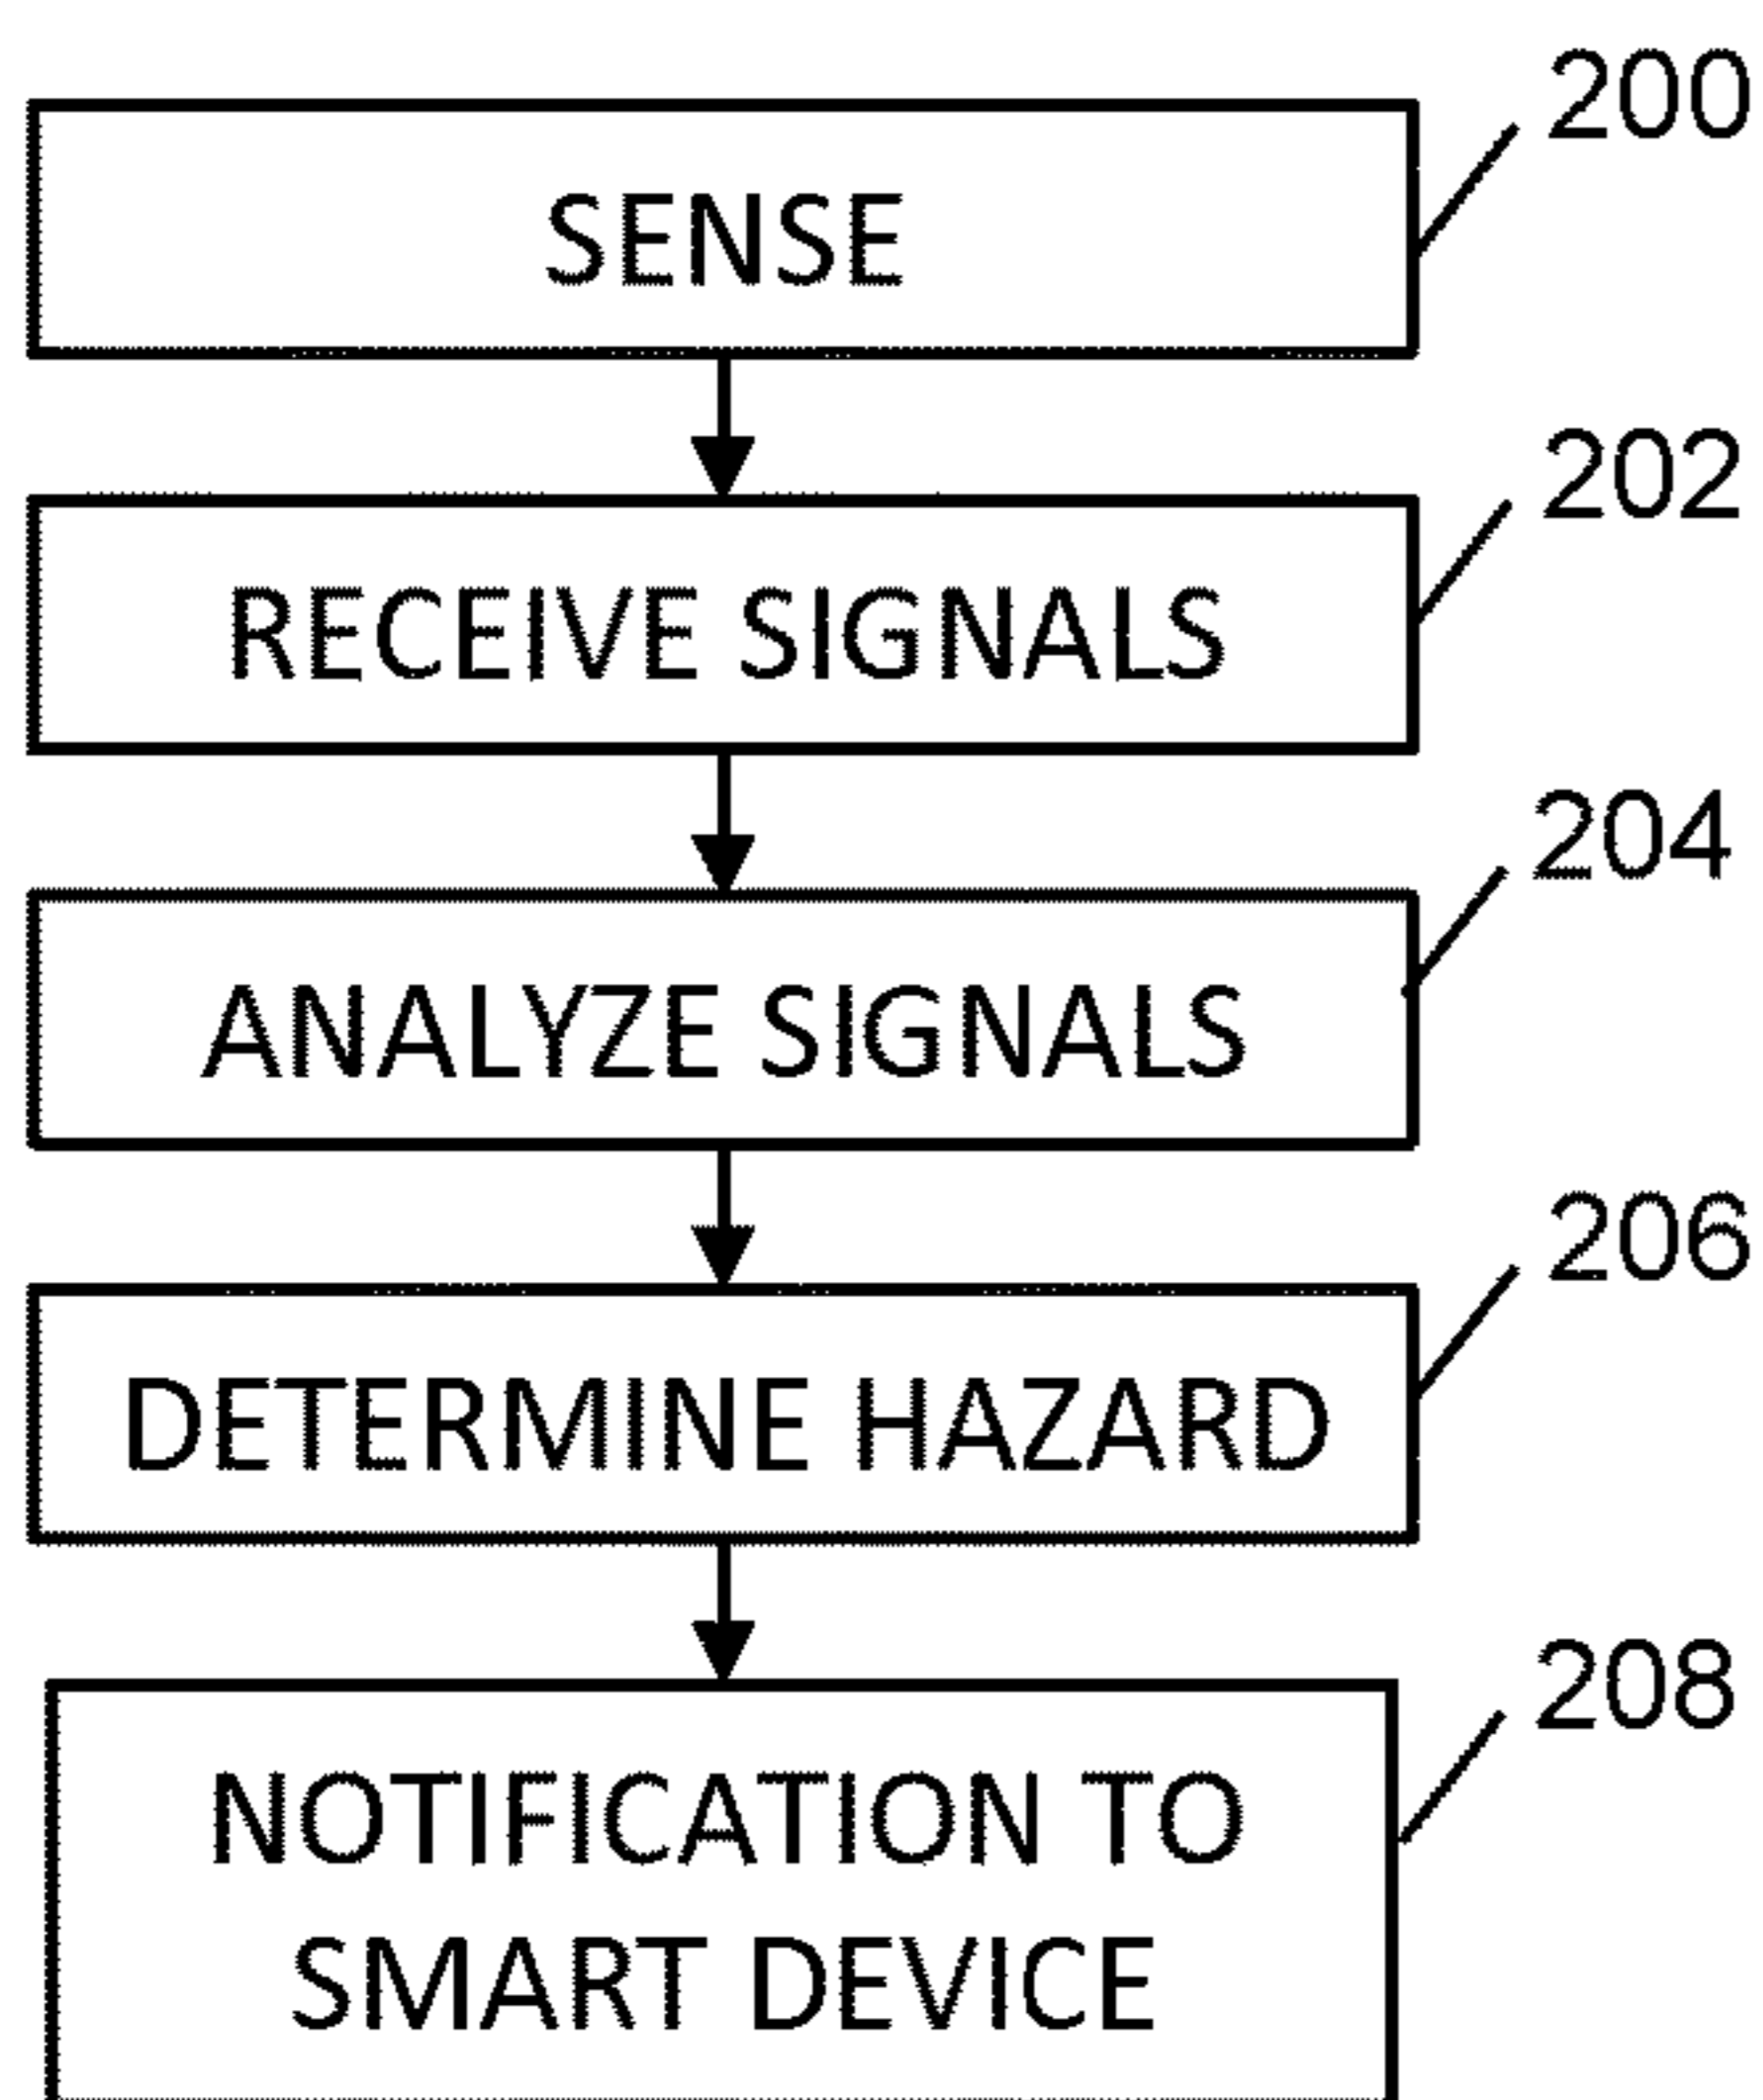 200
SENSE
202
RECEIVE SIGNALS
204
ANALYZE SIGNALS
206
DETERMINE HAZARD
208
NOTIFICATION TO
SMART DEVICE